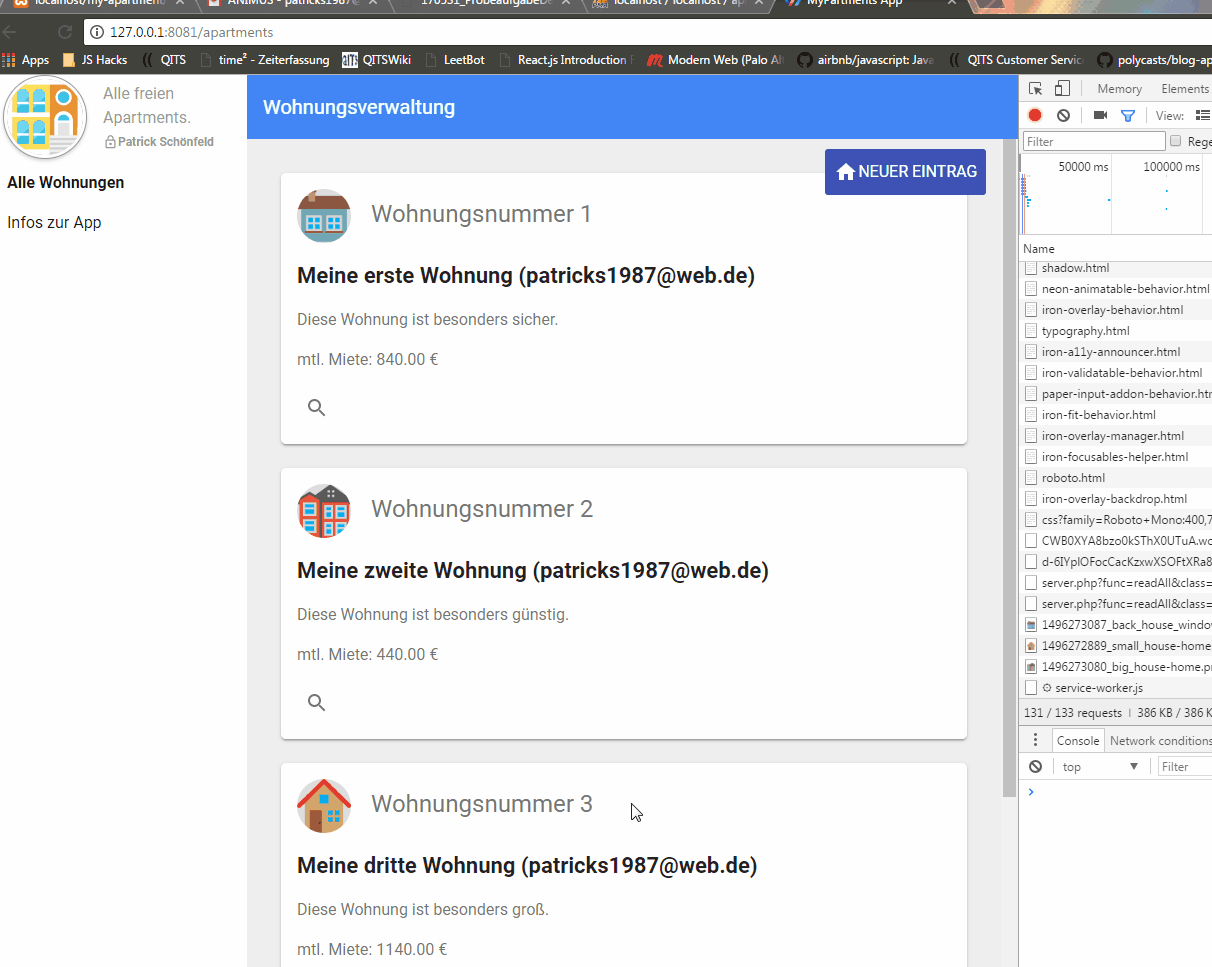 localhost/my-apartment
ANIMUS - patricks1987@
170531_ProbeaufgabeDe
localhost / localhost / ap
MyPartments App
127.0.0.1:8081/apartments
Apps JS Hacks QITS time² - Zeiterfassung QITSWiki LeetBot React.js Introduction F Modern Web (Palo Al airbnb/javascript: Java QITS Customer Servic polycasts/blog-ap
Alle freien
Apartments.
Patrick Schönfeld
Alle Wohnungen
Infos zur App
Wohnungsverwaltung
NEUER EINTRAG
Wohnungsnummer 1
Meine erste Wohnung (patricks1987@web.de)
Diese Wohnung ist besonders sicher.
mtl. Miete: 840.00 €
Wohnungsnummer 2
Meine zweite Wohnung (patricks1987@web.de)
Diese Wohnung ist besonders günstig.
mtl. Miete: 440.00 €
Wohnungsnummer 3
Meine dritte Wohnung (patricks1987@web.de)
Diese Wohnung ist besonders groß.
mtl. Miete: 1140.00 €
Memory Elements
View:
Filter Rege
50000 ms 100000 ms
Name
shadow.html
neon-animatable-behavior.html
iron-overlay-behavior.html
typography.html
iron-a11y-announcer.html
iron-validatable-behavior.html
paper-input-addon-behavior.htm
iron-fit-behavior.html
iron-overlay-manager.html
iron-focusables-helper.html
roboto.html
iron-overlay-backdrop.html
css?family=Roboto+Mono:400,7
CWB0XYA8bzo0kSThX0UTuA.wo
d-6IYplOFocCacKzxwXSOFtXRa8
server.php?func=readAll&class=
server.php?func=readAll&class=
1496273087_back_house_window
1496272889_small_house-home.
1496273080_big_house-home.pn
service-worker.js
131 / 133 requests | 386 KB / 386 K
Console Network conditions
top Filter